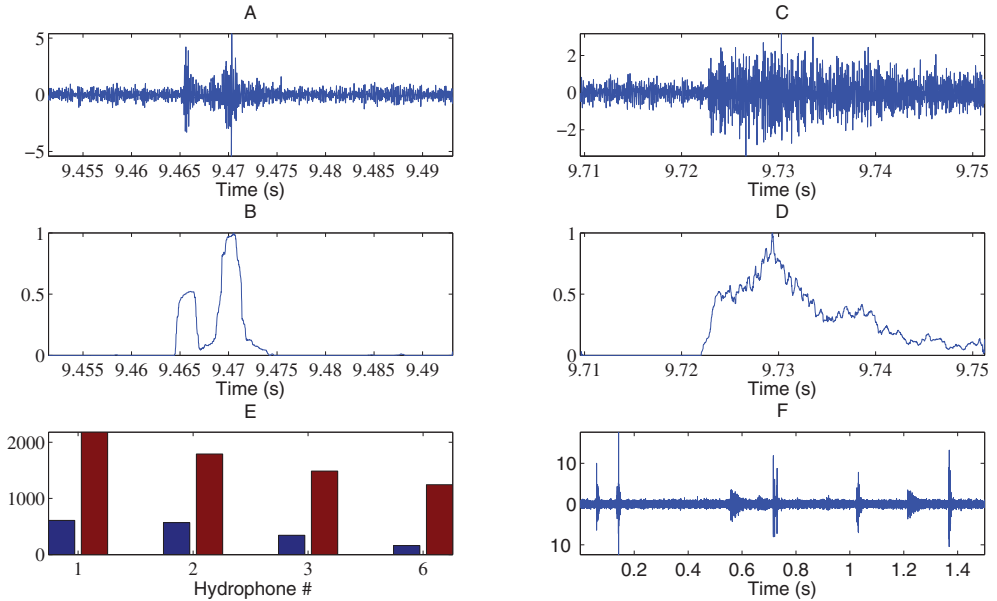 A
5
0
−5
9.455 9.46 9.465 9.47 9.475 9.48 9.485 9.49
Time (s)
B
1
0.5
0
9.455 9.46 9.465 9.47 9.475 9.48 9.485 9.49
Time (s)
E
2000
1000
0
1 2 3 6
Hydrophone #
C
2
0
−2
9.71 9.72 9.73 9.74 9.75
Time (s)
D
1
0.5
0
9.71 9.72 9.73 9.74 9.75
Time (s)
F
10
0
10
0.2 0.4 0.6 0.8 1 1.2 1.4
Time (s)